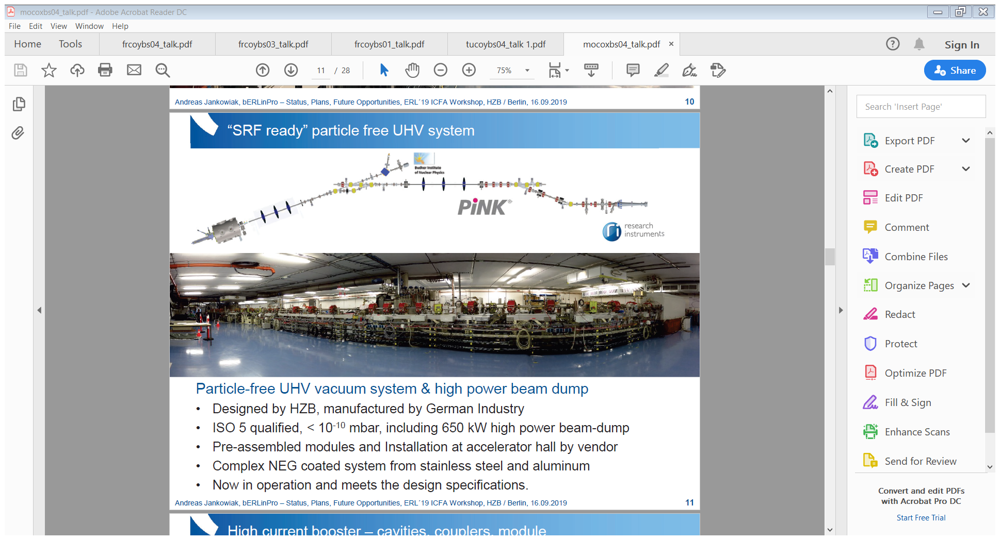 mocoxbs04_talk.pdf - Adobe Acrobat Reader DC
File Edit View Window Help
Home Tools frcoybs04_talk.pdf frcoybs03_talk.pdf frcoybs01_talk.pdf tucoybs04_talk 1.pdf mocoxbs04_talk.pdf × Sign In
11 / 28 75% Share
Andreas Jankowiak, bERLinPro – Status, Plans, Future Opportunities, ERL´19 ICFA Workshop, HZB / Berlin, 16.09.2019 10
“SRF ready” particle free UHV system
Budker Institute
of Nuclear Physics
PiNK®
ri research
instruments
Particle-free UHV vacuum system & high power beam dump
• Designed by HZB, manufactured by German Industry
• ISO 5 qualified, < 10-10 mbar, including 650 kW high power beam-dump
• Pre-assembled modules and Installation at accelerator hall by vendor
• Complex NEG coated system from stainless steel and aluminum
• Now in operation and meets the design specifications.
Andreas Jankowiak, bERLinPro – Status, Plans, Future Opportunities, ERL´19 ICFA Workshop, HZB / Berlin, 16.09.2019 11
High current booster – cavities, couplers, module
Search 'Insert Page'
Export PDF
Create PDF
Edit PDF
Comment
Combine Files
Organize Pages
Redact
Protect
Optimize PDF
Fill & Sign
Enhance Scans
Send for Review
Convert and edit PDFs
with Acrobat Pro DC
Start Free Trial